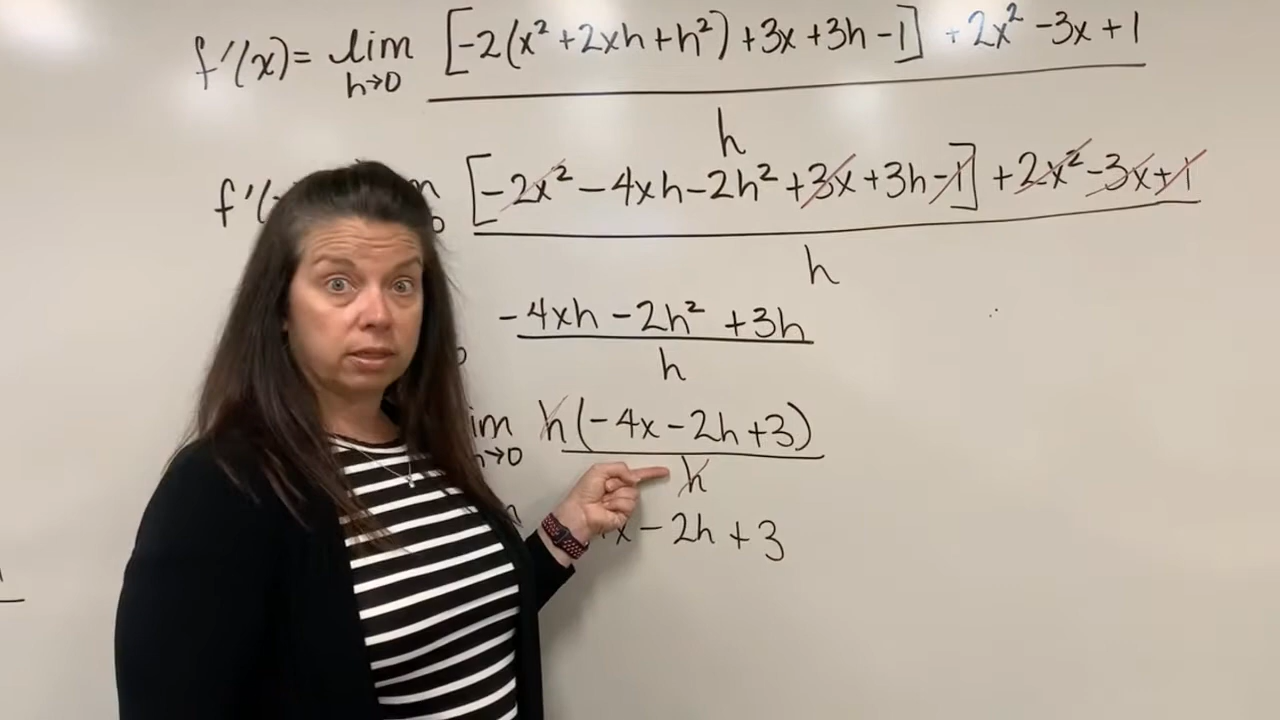 f'(x) = lim h→0 [-2(x² + 2xh + h²) + 3x + 3h - 1] + 2x² - 3x + 1
h
f'( [-2x² - 4xh - 2h² + 3x + 3h - 1] + 2x² - 3x + 1
h
-4xh - 2h² + 3h
h
im h→0 h(-4x - 2h + 3)
h
x - 2h + 3